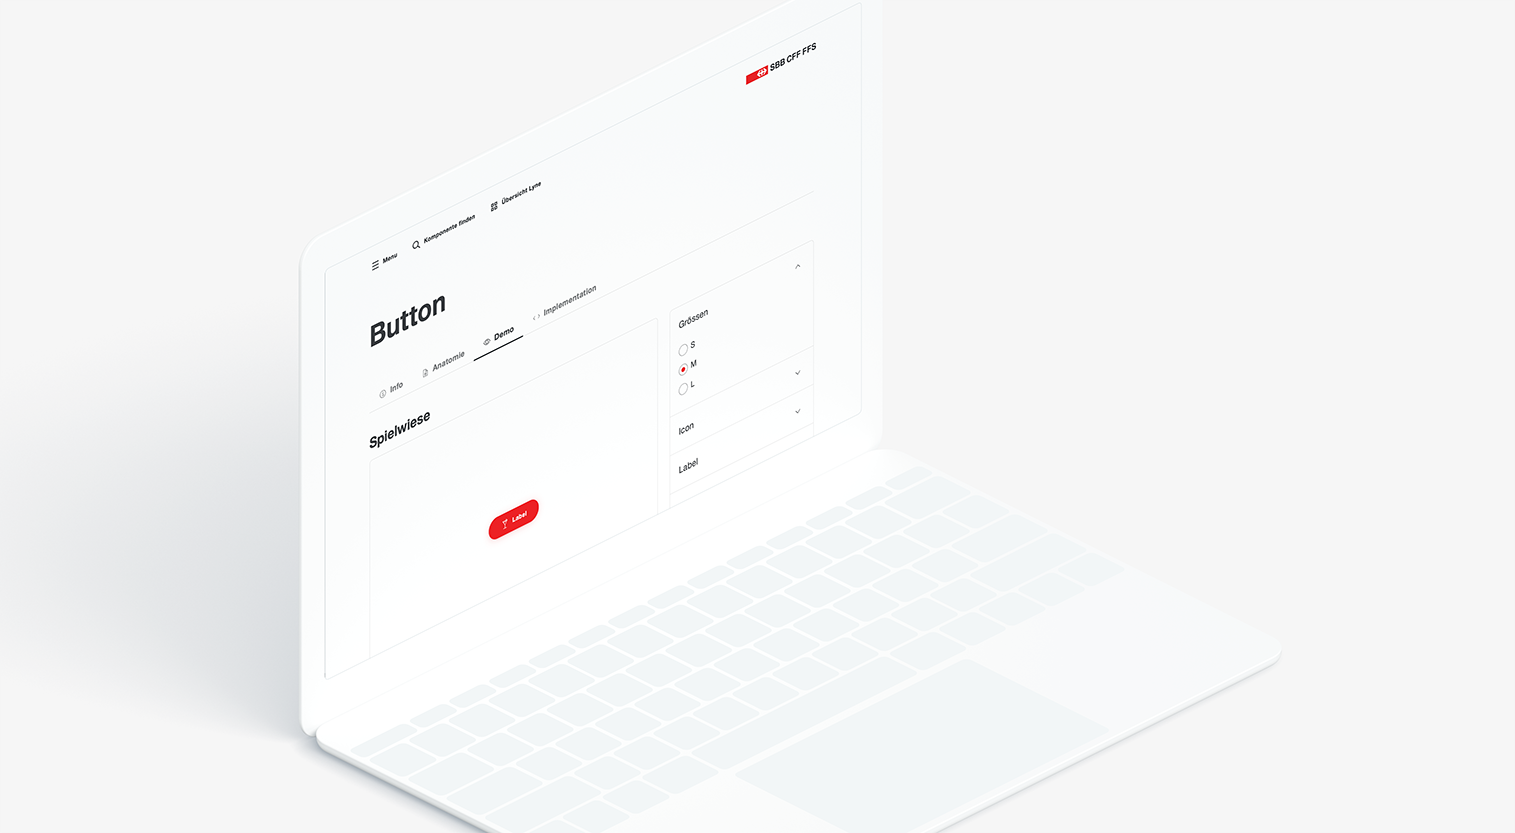 SBB CFF FFS
Menu
Komponente finden
Übersicht Lyne
Button
Info
Anatomie
Demo
Implementation
Spielwiese
Label
Grössen
S
M
L
Icon
Label